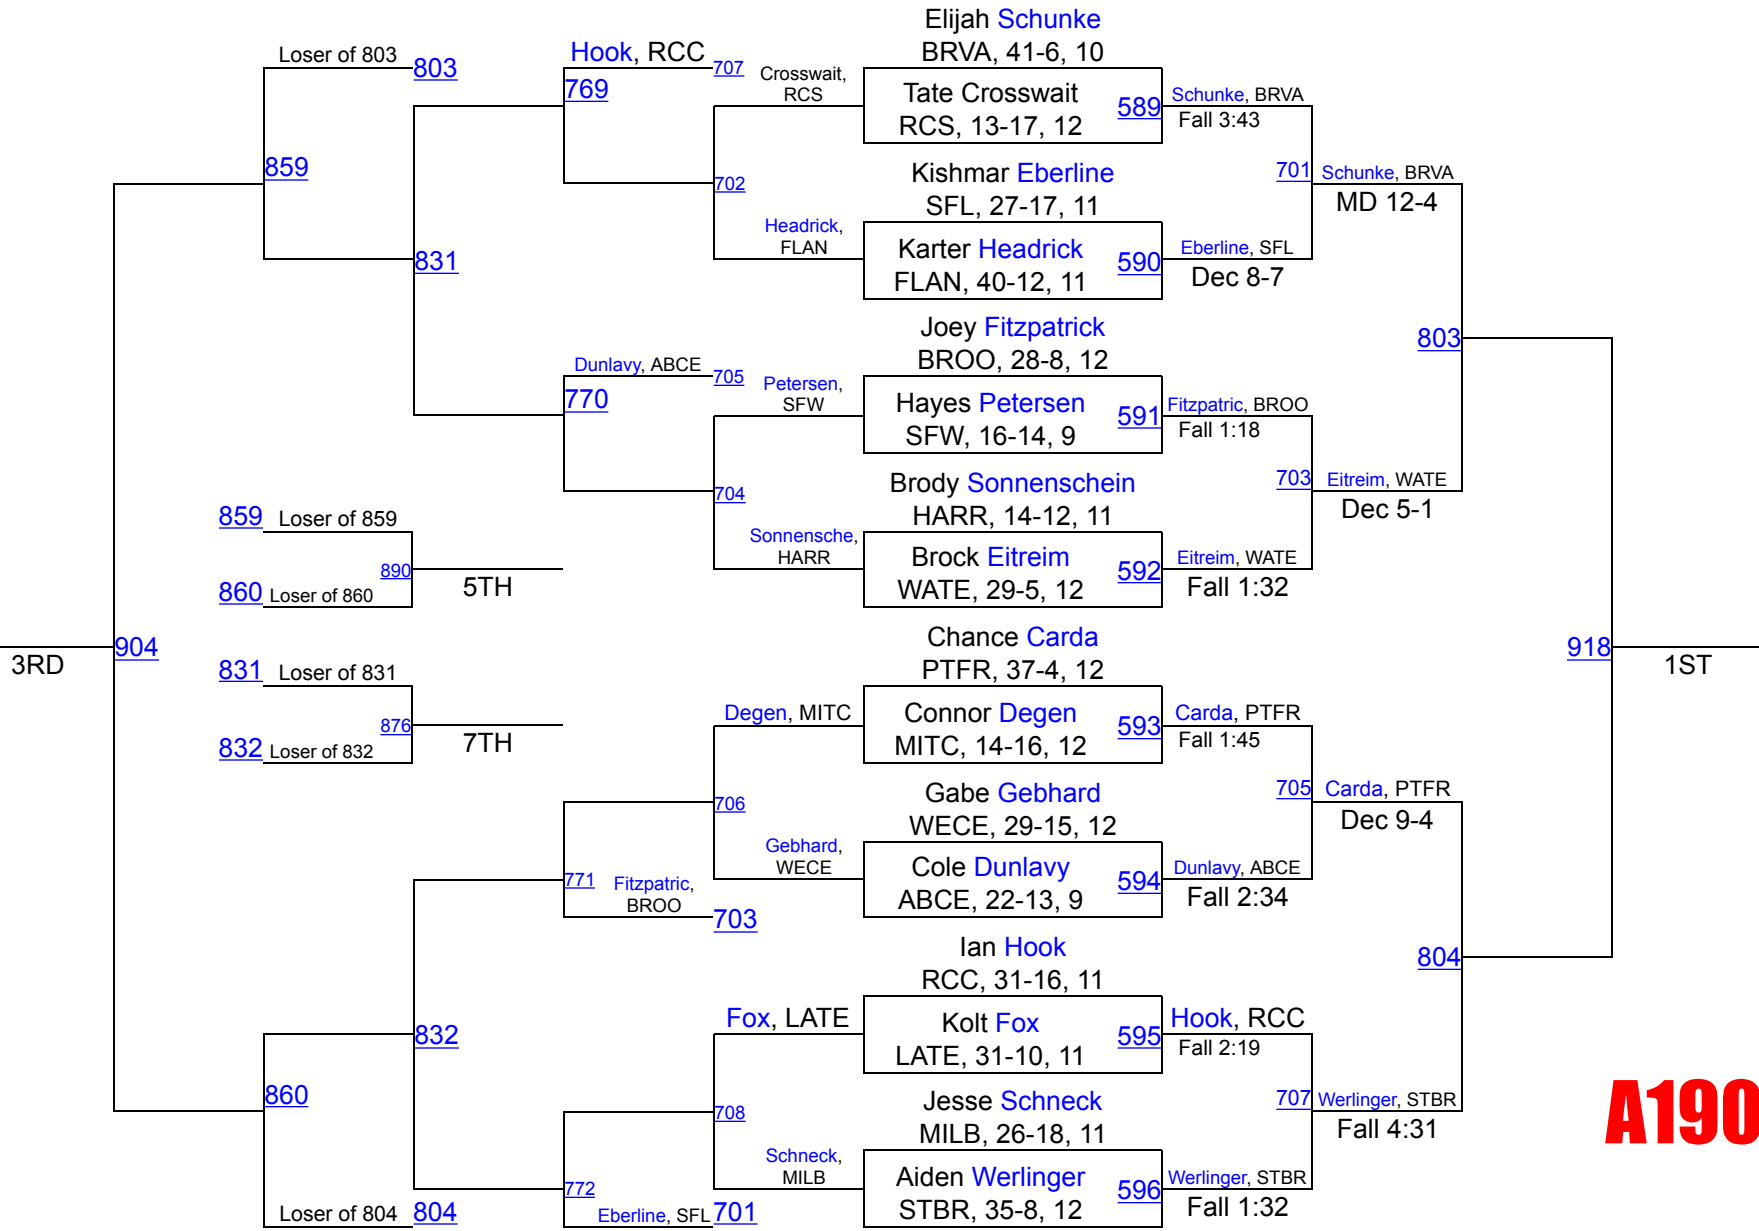 Elijah Schunke
BRVA, 41-6, 10
Tate Crosswait
RCS, 13-17, 12
589
Schunke, BRVA
Fall 3:43
Kishmar Eberline
SFL, 27-17, 11
Karter Headrick
FLAN, 40-12, 11
590
Eberline, SFL
Dec 8-7
701
Schunke, BRVA
MD 12-4
Joey Fitzpatrick
BROO, 28-8, 12
Hayes Petersen
SFW, 16-14, 9
591
Fitzpatric, BROO
Fall 1:18
Brody Sonnenschein
HARR, 14-12, 11
Brock Eitreim
WATE, 29-5, 12
592
Eitreim, WATE
Fall 1:32
703
Eitreim, WATE
Dec 5-1
803
Chance Carda
PTFR, 37-4, 12
Connor Degen
MITC, 14-16, 12
593
Carda, PTFR
Fall 1:45
Gabe Gebhard
WECE, 29-15, 12
Cole Dunlavy
ABCE, 22-13, 9
594
Dunlavy, ABCE
Fall 2:34
705
Carda, PTFR
Dec 9-4
Ian Hook
RCC, 31-16, 11
Kolt Fox
LATE, 31-10, 11
595
Hook, RCC
Fall 2:19
Jesse Schneck
MILB, 26-18, 11
Aiden Werlinger
STBR, 35-8, 12
596
Werlinger, STBR
Fall 1:32
707
Werlinger, STBR
Fall 4:31
804
918
1ST
Loser of 803
803
Hook, RCC
707
769
Crosswait,
RCS
702
Headrick,
FLAN
859
831
Dunlavy, ABCE
705
770
Petersen,
SFW
704
Sonnensche,
HARR
859
Loser of 859
890
5TH
860
Loser of 860
904
3RD
831
Loser of 831
876
7TH
832
Loser of 832
Degen, MITC
706
Gebhard,
WECE
771
Fitzpatric,
BROO
703
832
Fox, LATE
708
Schneck,
MILB
860
772
Eberline, SFL
701
Loser of 804
804
A190